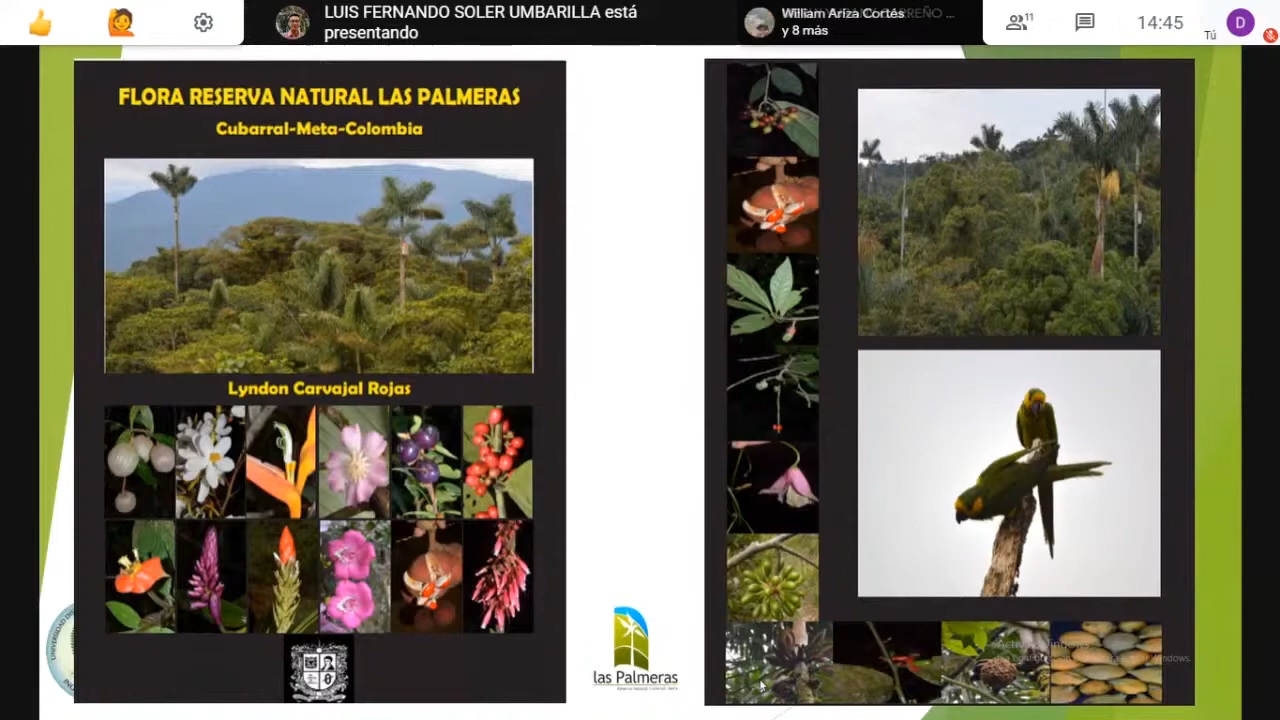 LUIS FERNANDO SOLER UMBARILLA está
presentando
William Ariza Cortés
y 8 más
11
14:45
Tú
D
FLORA RESERVA NATURAL LAS PALMERAS
Cubarral-Meta-Colombia
Lyndon Carvajal Rojas
las Palmeras